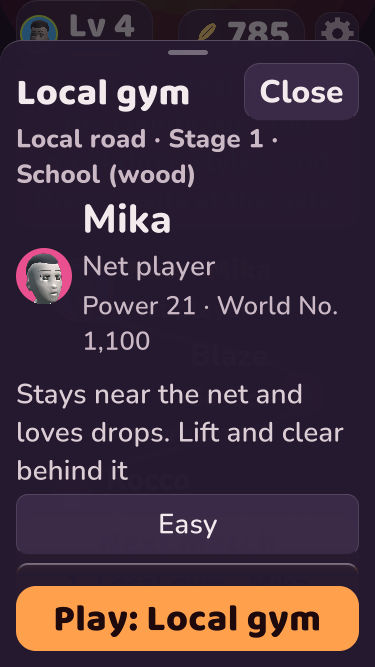 Lv 4
785
Local gym
Close
Local road · Stage 1 ·
School (wood)
Mika
Net player
Power 21 · World No.
1,100
Stays near the net and
loves drops. Lift and clear
behind it
Easy
Play: Local gym